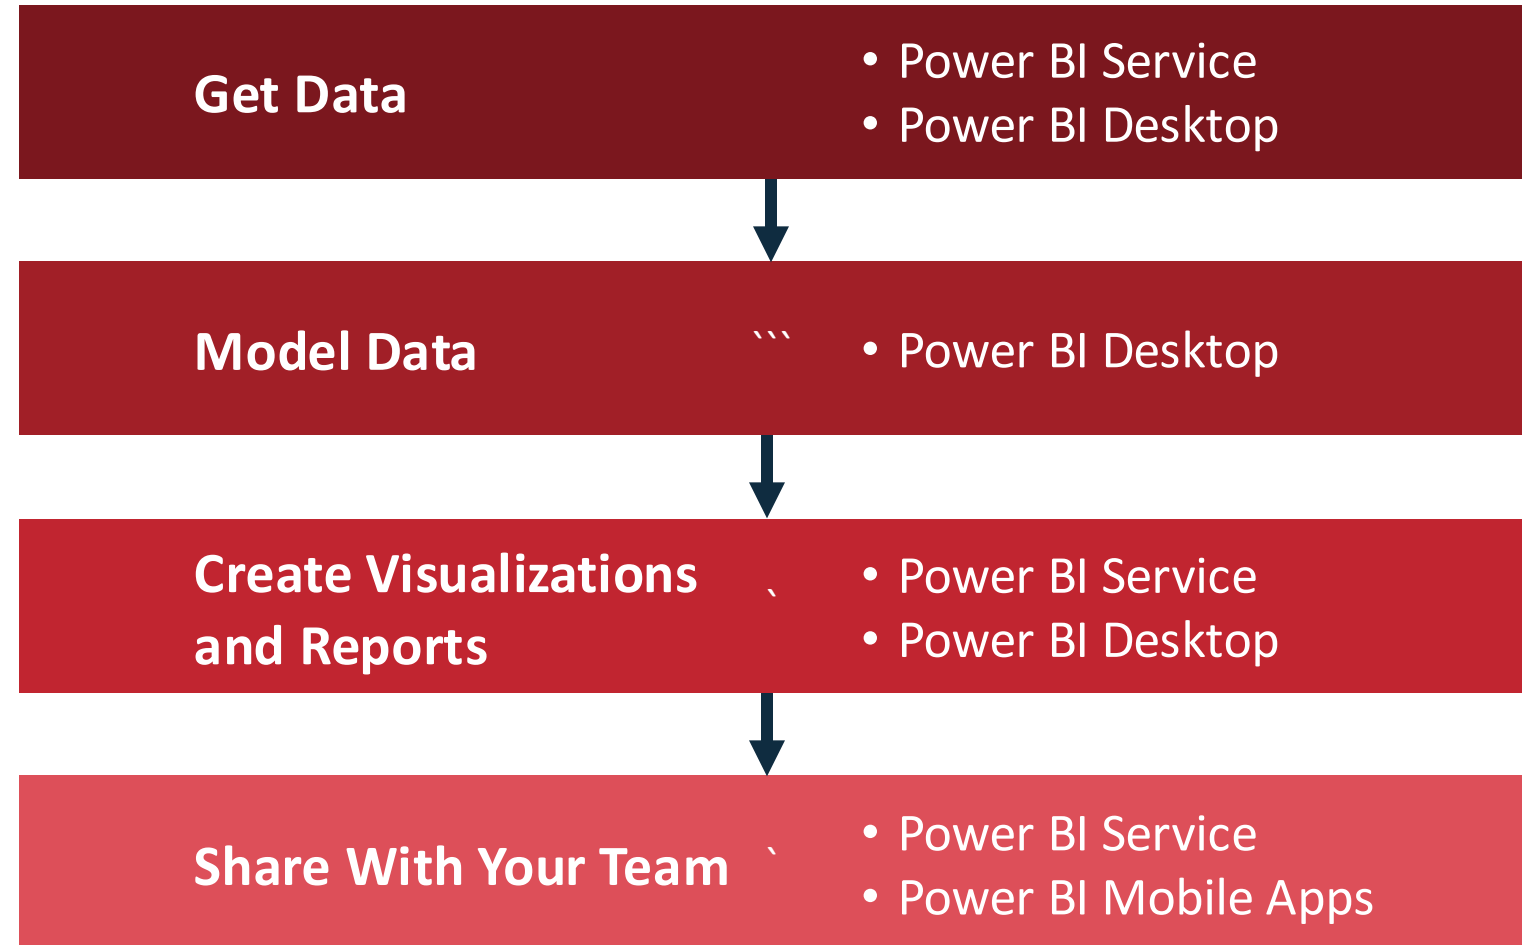 Get Data
• Power BI Service
• Power BI Desktop
Model Data
```
• Power BI Desktop
Create Visualizations
and Reports
`
• Power BI Service
• Power BI Desktop
Share With Your Team
`
• Power BI Service
• Power BI Mobile Apps